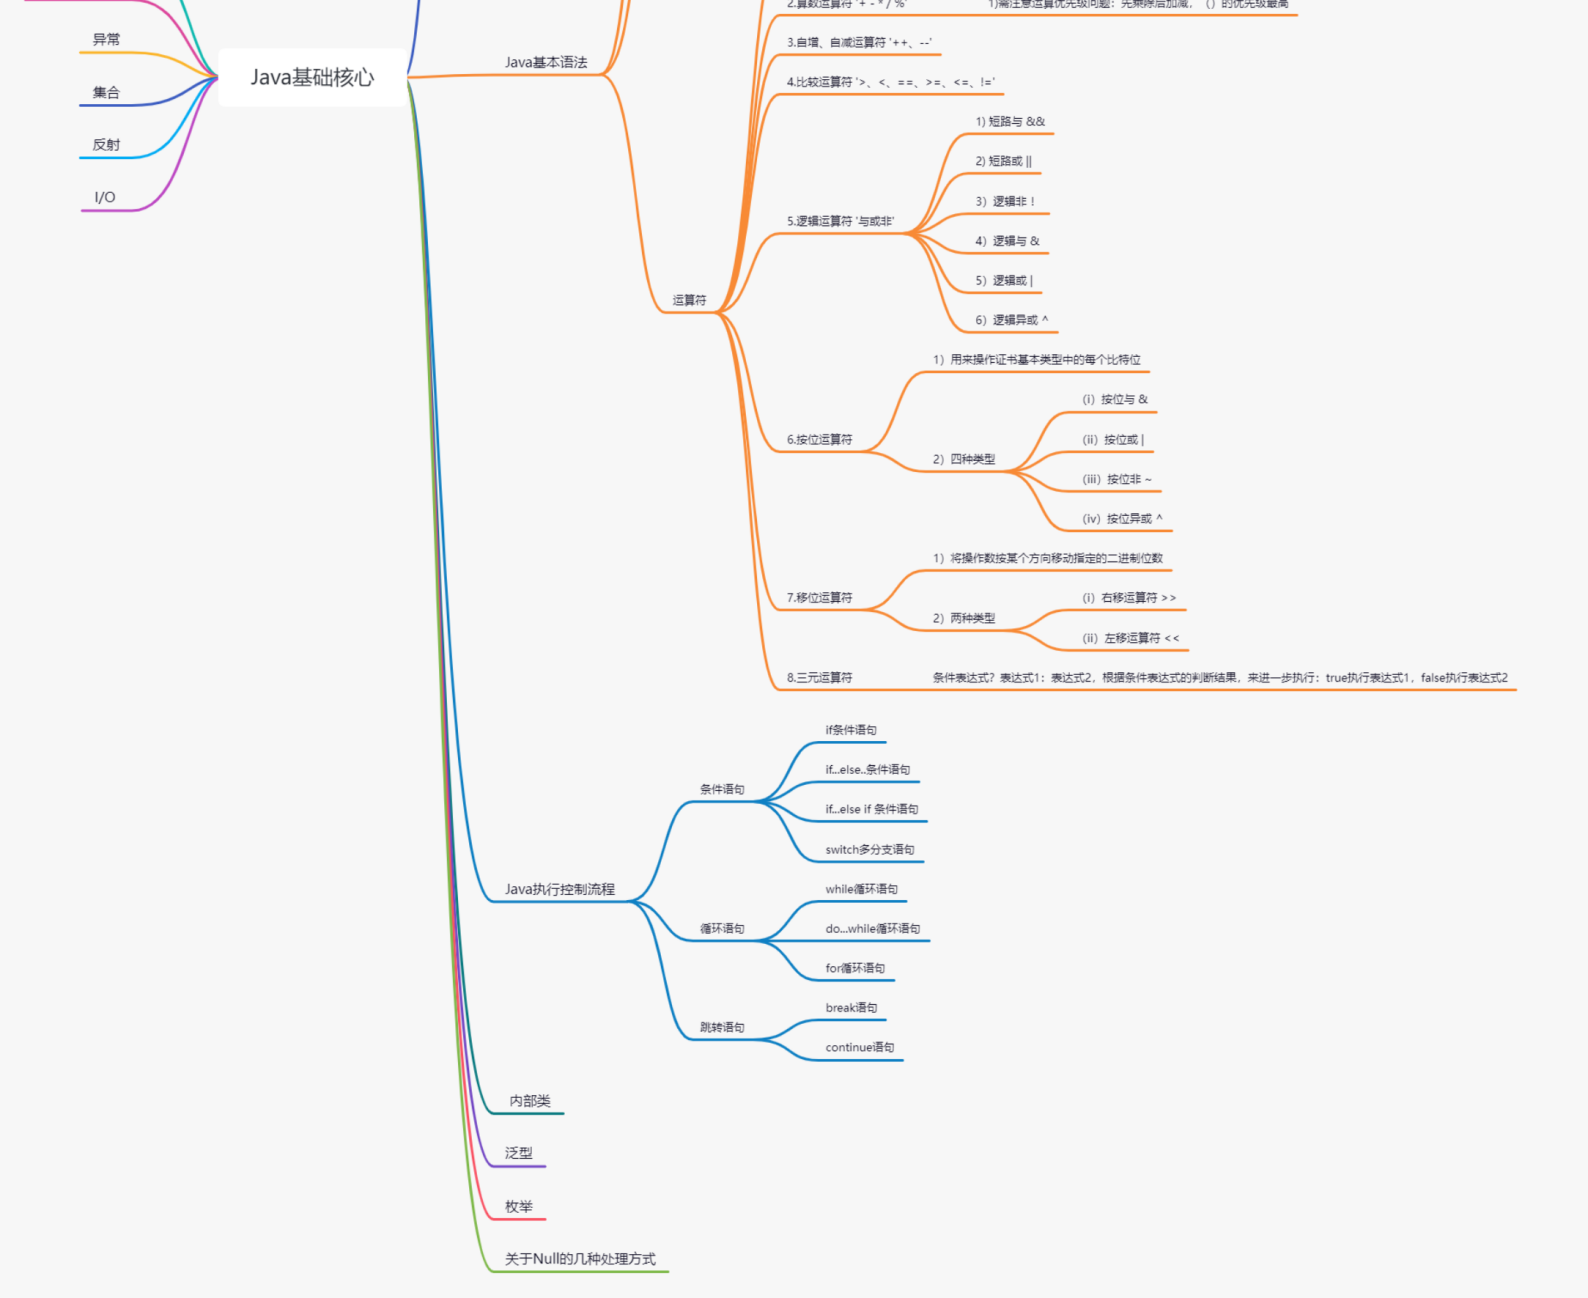 异常
集合
反射
I/O
Java基础核心
Java基本语法
运算符
2.算数运算符 '+ - * / %'
1)需注意运算优先级问题：先乘除后加减，（）的优先级最高
3.自增、自减运算符 '++、--'
4.比较运算符 '>、<、==、>=、<=、!='
5.逻辑运算符 '与或非'
1) 短路与 &&
2) 短路或 ||
3）逻辑非 !
4）逻辑与 &
5）逻辑或 |
6）逻辑异或 ^
6.按位运算符
1）用来操作证书基本类型中的每个比特位
2）四种类型
（i）按位与 &
（ii）按位或 |
（iii）按位非 ~
（iv）按位异或 ^
7.移位运算符
1）将操作数按某个方向移动指定的二进制位数
2）两种类型
（i）右移运算符 >>
（ii）左移运算符 <<
8.三元运算符
条件表达式？表达式1：表达式2，根据条件表达式的判断结果，来进一步执行：true执行表达式1，false执行表达式2
Java执行控制流程
条件语句
if条件语句
if...else..条件语句
if...else if 条件语句
switch多分支语句
循环语句
while循环语句
do...while循环语句
for循环语句
跳转语句
break语句
continue语句
内部类
泛型
枚举
关于Null的几种处理方式